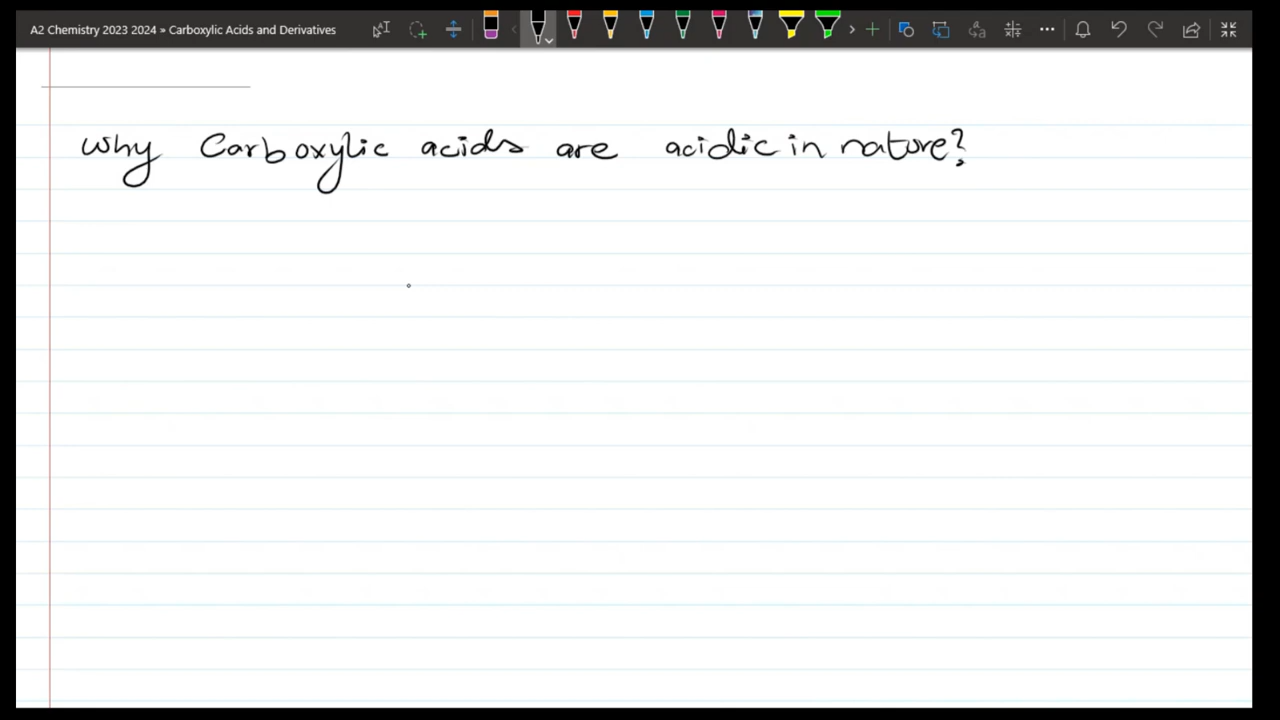 A2 Chemistry 2023 2024 » Carboxylic Acids and Derivatives
why Carboxylic acids are acidic in nature?